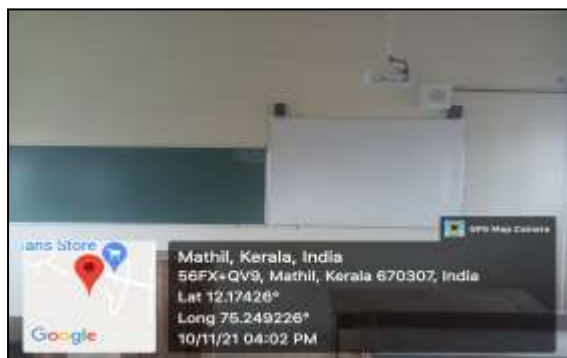 GPS Map Camera
ans Store
Google
Mathil, Kerala, India
56FX+QV9, Mathil, Kerala 670307, India
Lat 12.17426°
Long 75.249226°
10/11/21 04:02 PM